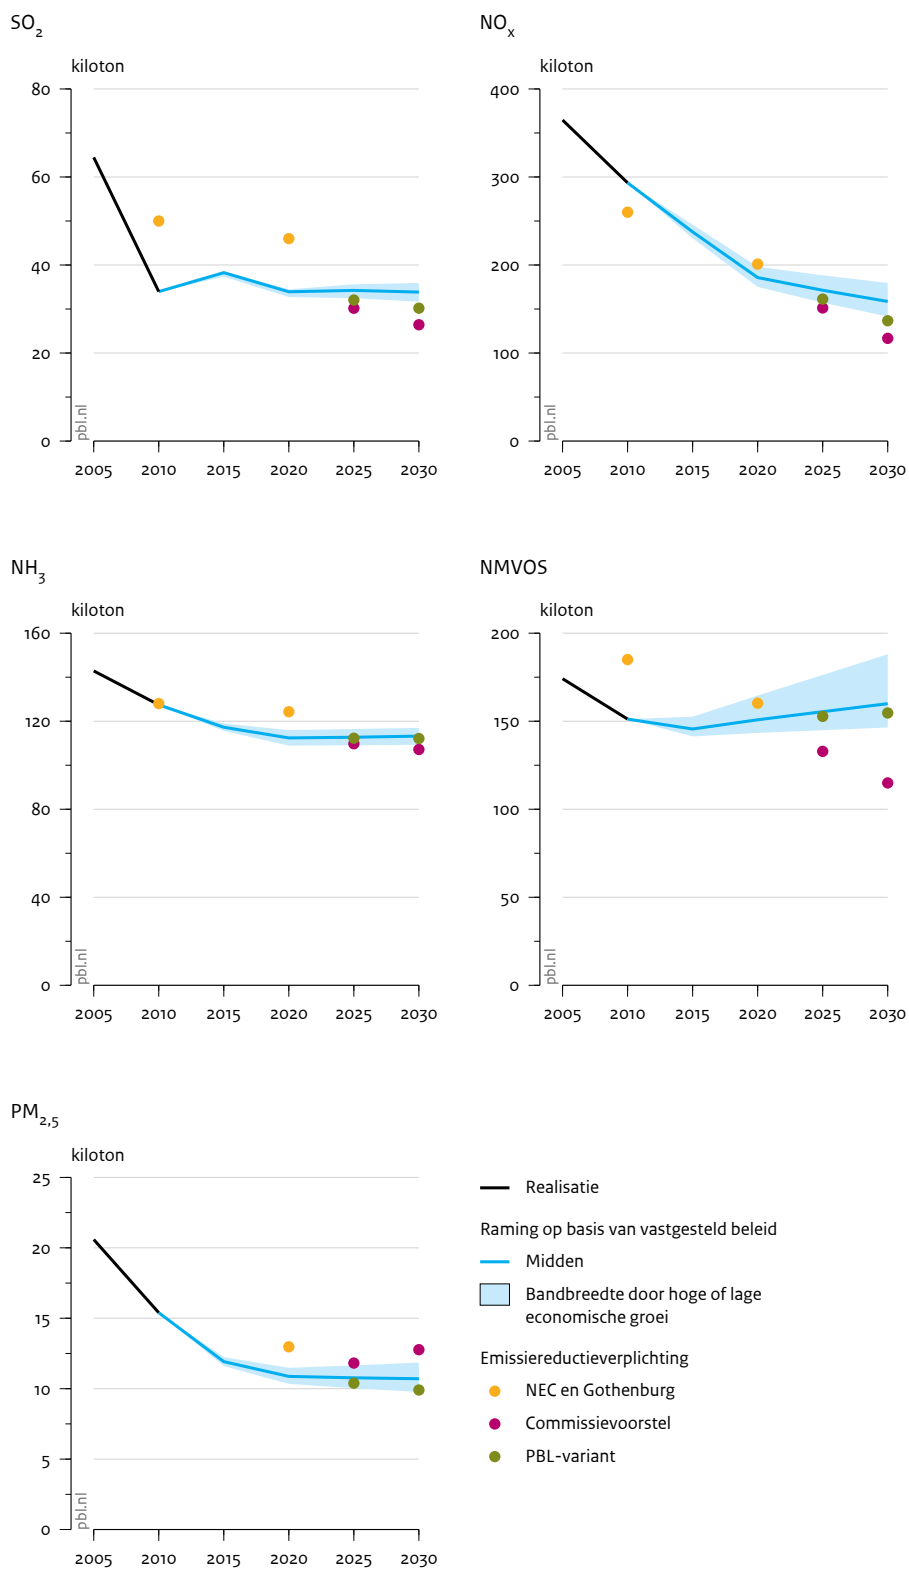 SO2
kiloton
80
60
40
20
0
pbl.nl
2005 2010 2015 2020 2025 2030
NOx
kiloton
400
300
200
100
0
pbl.nl
2005 2010 2015 2020 2025 2030
NH3
kiloton
160
120
80
40
0
pbl.nl
2005 2010 2015 2020 2025 2030
NMVOS
kiloton
200
150
100
50
0
pbl.nl
2005 2010 2015 2020 2025 2030
PM2,5
kiloton
25
20
15
10
5
0
pbl.nl
2005 2010 2015 2020 2025 2030
Realisatie
Raming op basis van vastgesteld beleid
Midden
Bandbreedte door hoge of lage
economische groei
Emissiereductieverplichting
NEC en Gothenburg
Commissievoorstel
PBL-variant